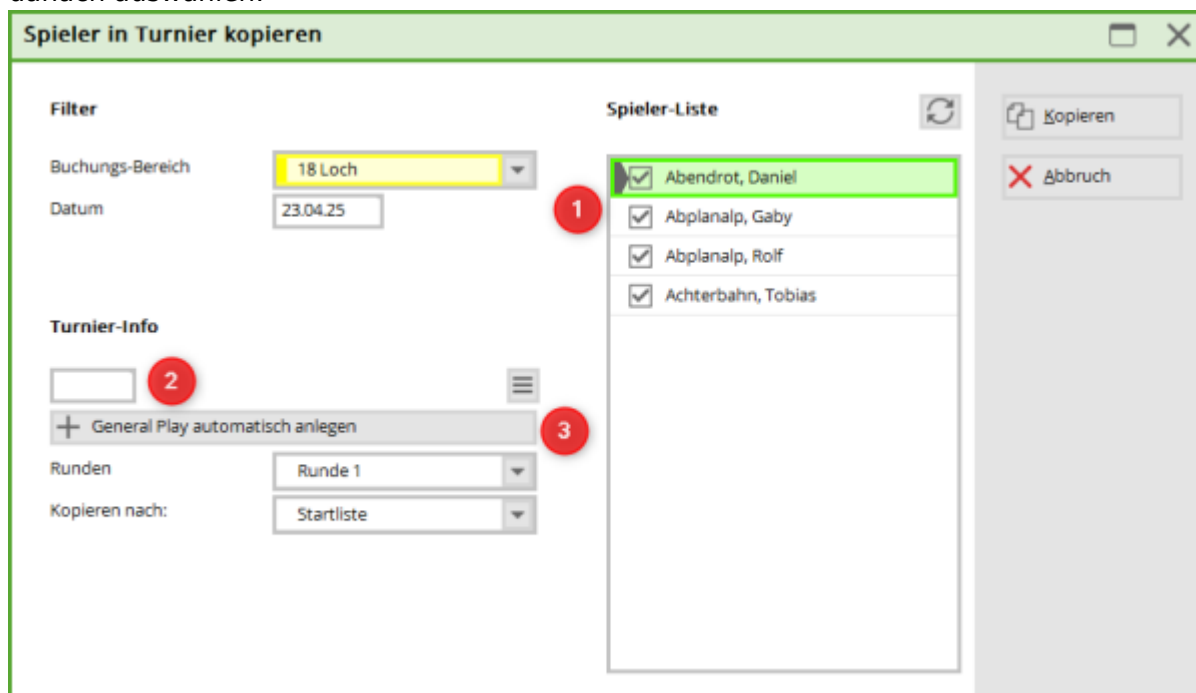 danach auswählen.
Spieler in Turnier kopieren
Filter
Buchungs-Bereich
18 Loch
Datum
23.04.25
Turnier-Info
2
General Play automatisch anlegen
3
Runden
Runde 1
Kopieren nach:
Startliste
Spieler-Liste
1
Abendrot, Daniel
Abplanalp, Gaby
Abplanalp, Rolf
Achterbahn, Tobias
Kopieren
Abbruch